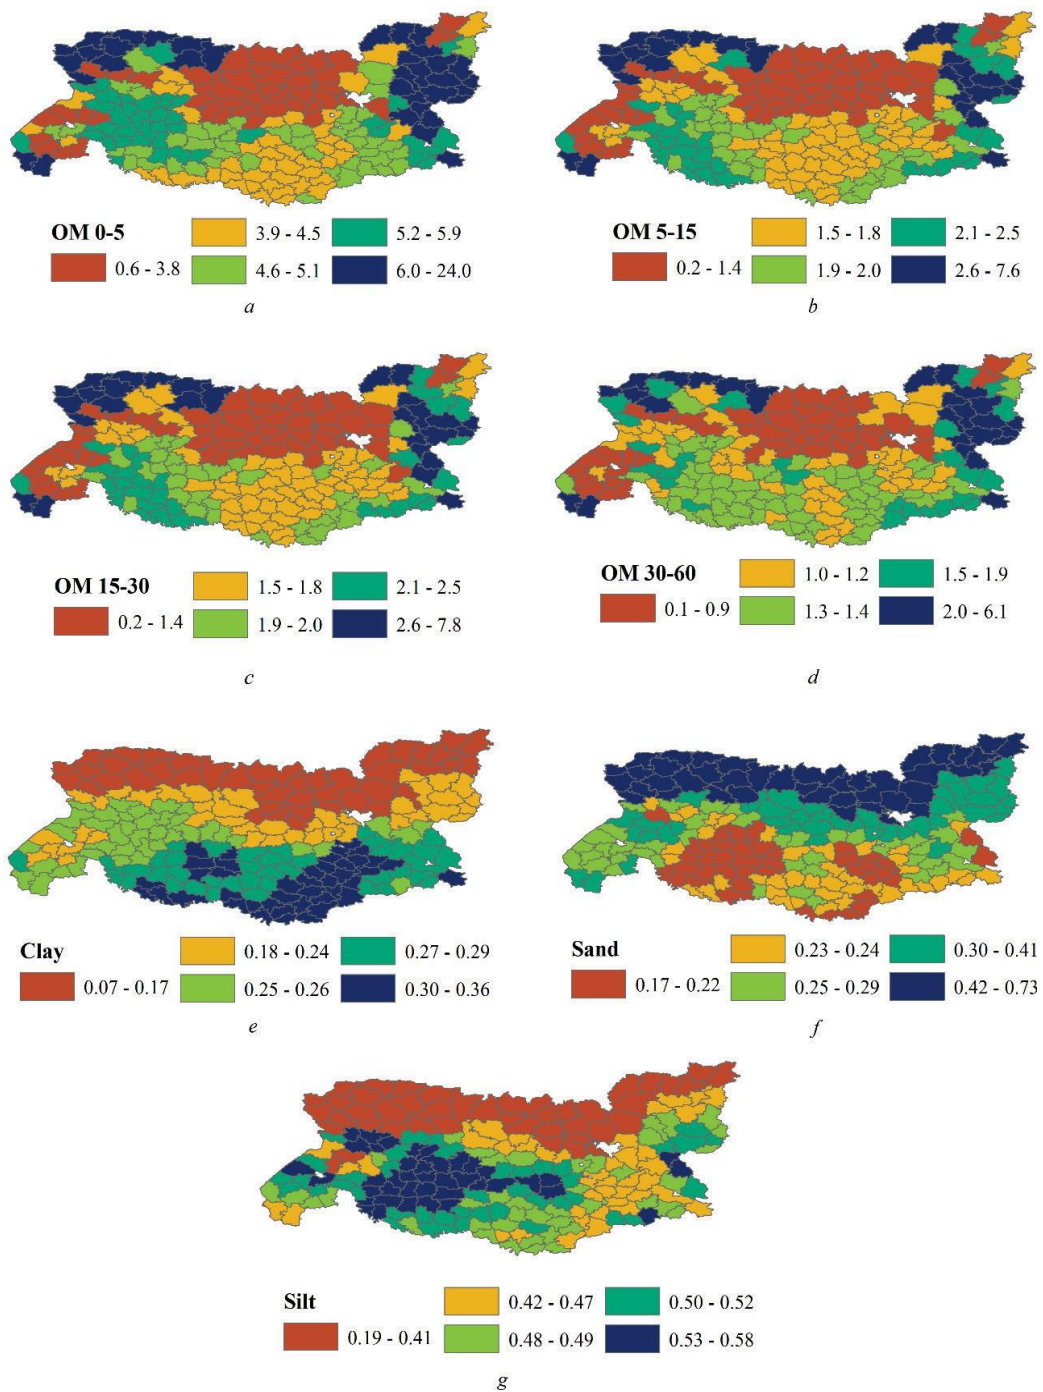 OM 0-5
0.6 - 3.8
3.9 - 4.5
4.6 - 5.1
5.2 - 5.9
6.0 - 24.0
a
OM 5-15
0.2 - 1.4
1.5 - 1.8
1.9 - 2.0
2.1 - 2.5
2.6 - 7.6
b
OM 15-30
0.2 - 1.4
1.5 - 1.8
1.9 - 2.0
2.1 - 2.5
2.6 - 7.8
c
OM 30-60
0.1 - 0.9
1.0 - 1.2
1.3 - 1.4
1.5 - 1.9
2.0 - 6.1
d
Clay
0.07 - 0.17
0.18 - 0.24
0.25 - 0.26
0.27 - 0.29
0.30 - 0.36
e
Sand
0.17 - 0.22
0.23 - 0.24
0.25 - 0.29
0.30 - 0.41
0.42 - 0.73
f
Silt
0.19 - 0.41
0.42 - 0.47
0.48 - 0.49
0.50 - 0.52
0.53 - 0.58
g